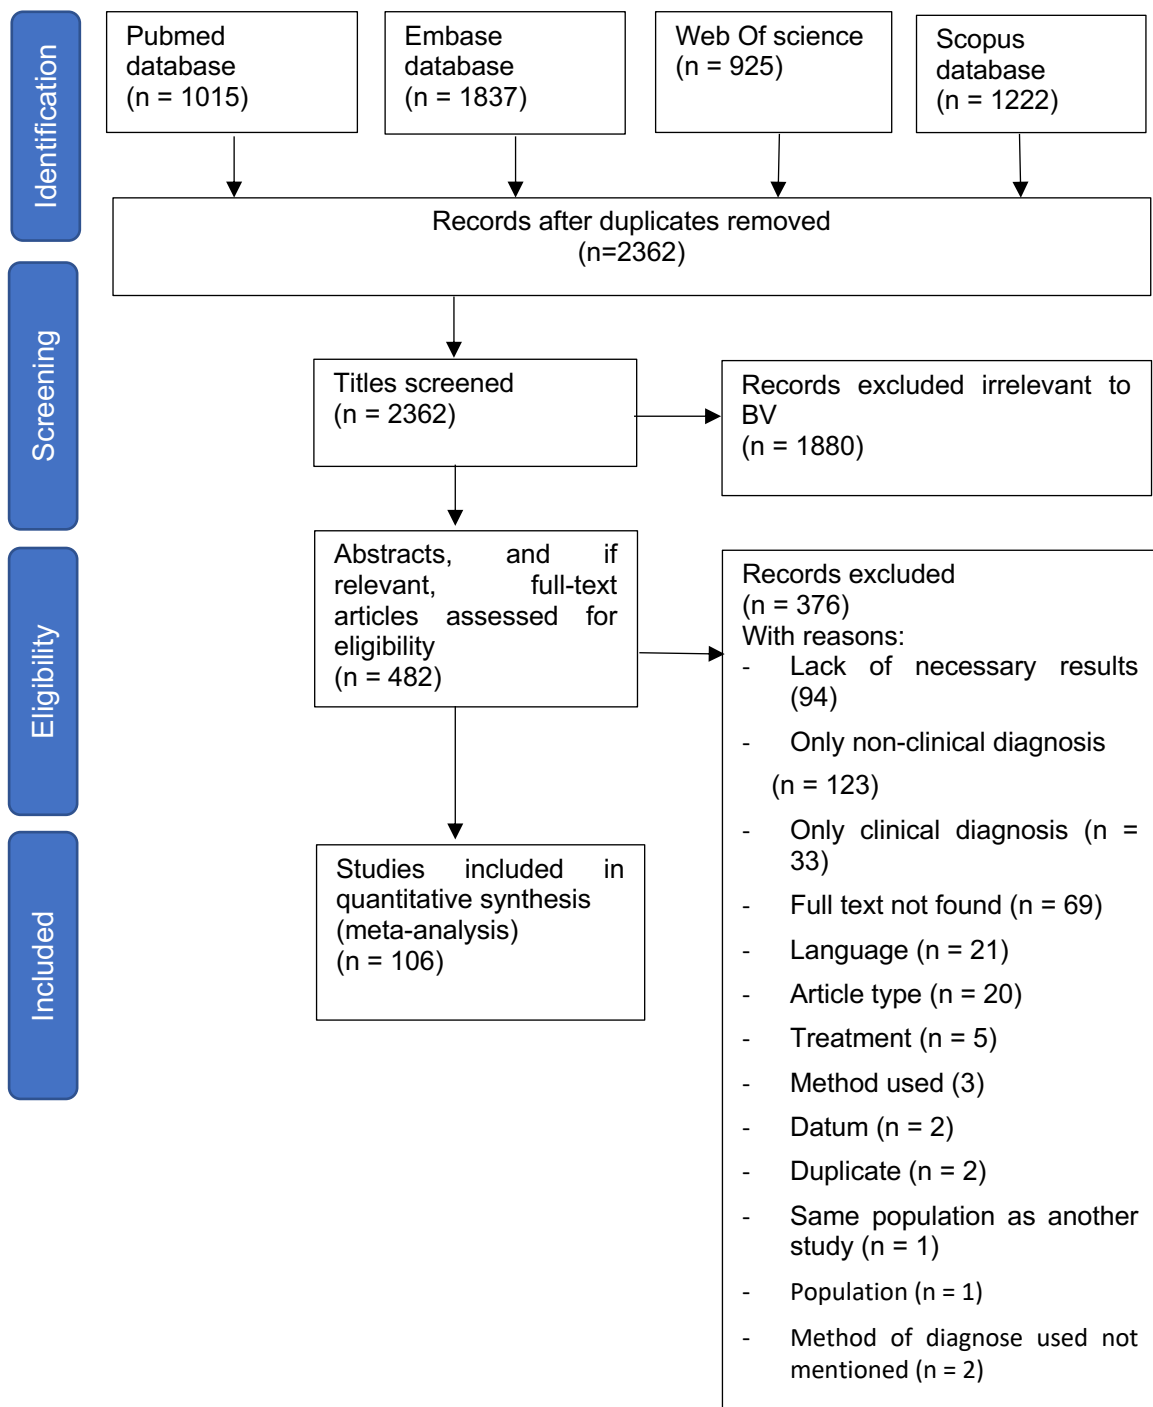 Identification
Pubmed
database
(n = 1015)
Embase
database
(n = 1837)
Web Of science
(n = 925)
Scopus
database
(n = 1222)
Records after duplicates removed
(n=2362)
Screening
Titles screened
(n = 2362)
Records excluded irrelevant to
BV
(n = 1880)
Eligibility
Abstracts, and if
relevant, full-text
articles assessed for
eligibility
(n = 482)
Records excluded
(n = 376)
With reasons:
- Lack of necessary results
(94)
- Only non-clinical diagnosis
(n = 123)
- Only clinical diagnosis (n =
33)
- Full text not found (n = 69)
- Language (n = 21)
- Article type (n = 20)
- Treatment (n = 5)
- Method used (3)
- Datum (n = 2)
- Duplicate (n = 2)
- Same population as another
study (n = 1)
- Population (n = 1)
- Method of diagnose used not
mentioned (n = 2)
Included
Studies included in
quantitative synthesis
(meta-analysis)
(n = 106)